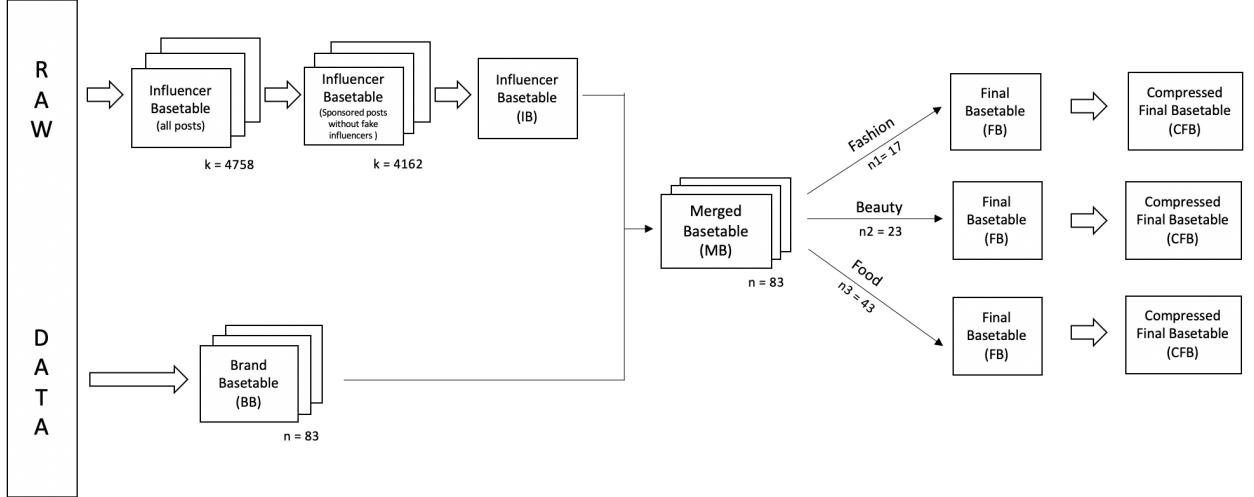 R
A
W
D
A
T
A
Influencer
Basetable
(all posts)
k = 4758
Influencer
Basetable
(Sponsored posts
without fake
influencers )
k = 4162
Influencer
Basetable
(IB)
Brand
Basetable
(BB)
n = 83
Merged
Basetable
(MB)
n = 83
Fashion
n1= 17
Beauty
n2 = 23
Food
n3 = 43
Final
Basetable
(FB)
Compressed
Final Basetable
(CFB)
Final
Basetable
(FB)
Compressed
Final Basetable
(CFB)
Final
Basetable
(FB)
Compressed
Final Basetable
(CFB)